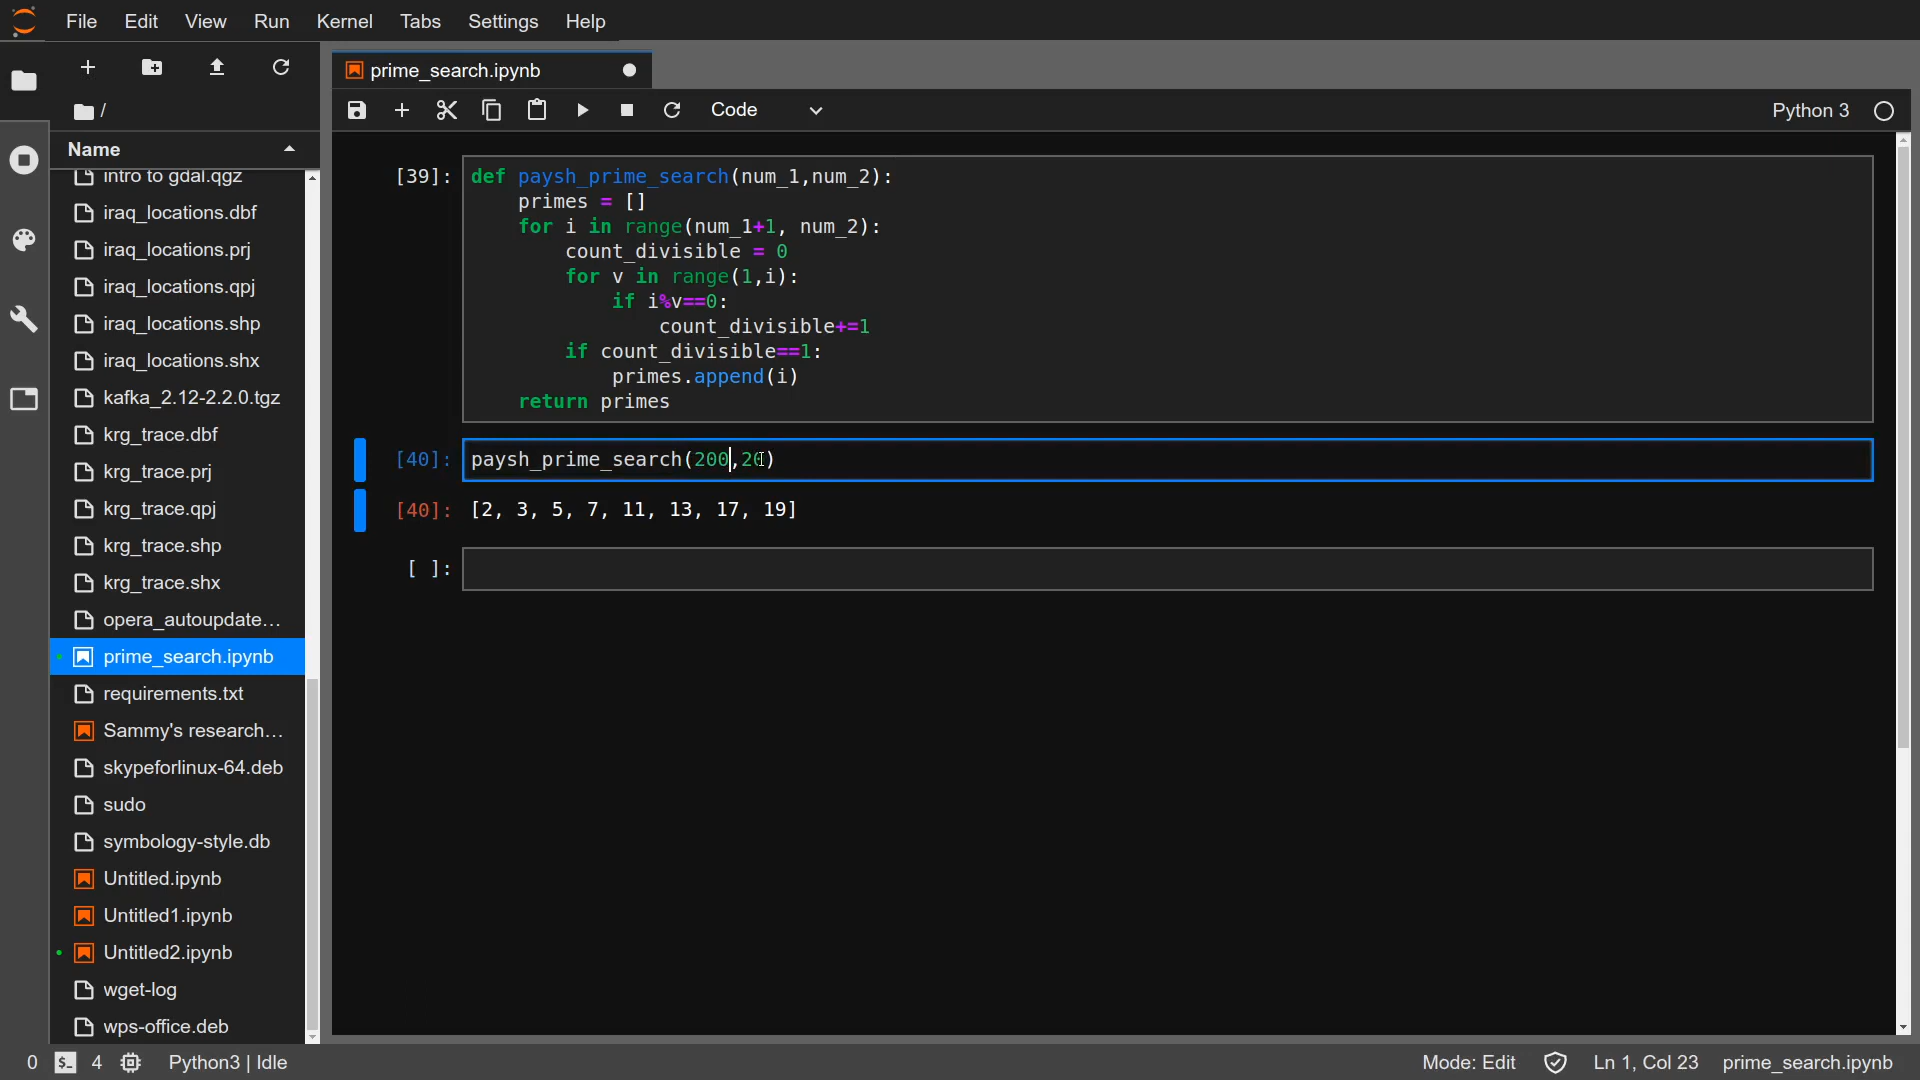 File Edit View Run Kernel Tabs Settings Help
prime_search.ipynb
/
Code
Python 3
Name
intro to gdal.qgz
iraq_locations.dbf
iraq_locations.prj
iraq_locations.qpj
iraq_locations.shp
iraq_locations.shx
kafka_2.12-2.2.0.tgz
krg_trace.dbf
krg_trace.prj
krg_trace.qpj
krg_trace.shp
krg_trace.shx
opera_autoupdate...
prime_search.ipynb
requirements.txt
Sammy's research...
skypeforlinux-64.deb
sudo
symbology-style.db
Untitled.ipynb
Untitled1.ipynb
Untitled2.ipynb
wget-log
wps-office.deb
[39]: def paysh_prime_search(num_1,num_2):
primes = []
for i in range(num_1+1, num_2):
count_divisible = 0
for v in range(1,i):
if i%v==0:
count_divisible+=1
if count_divisible==1:
primes.append(i)
return primes
[40]: paysh_prime_search(200,20)
[40]: [2, 3, 5, 7, 11, 13, 17, 19]
[ ]:
0 $_ 4 Python3 | Idle
Mode: Edit Ln 1, Col 23 prime_search.ipynb